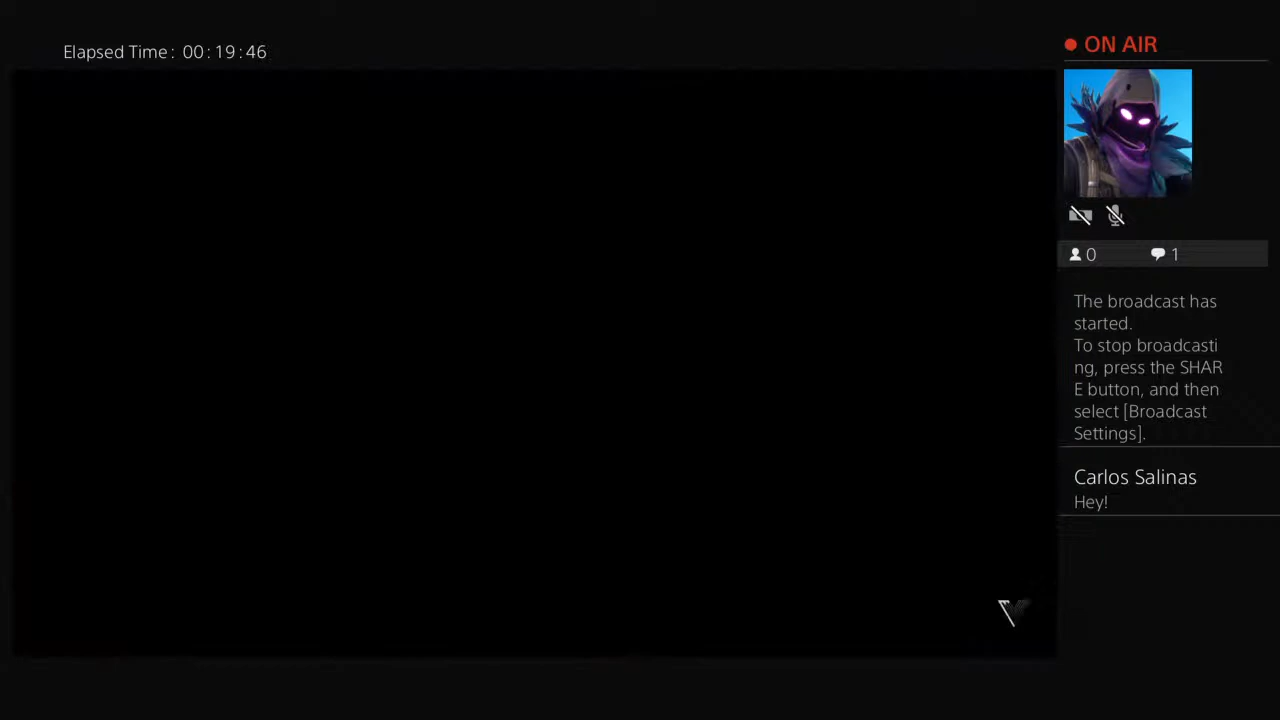 Elapsed Time: 00:19:46
ON AIR
0
1
The broadcast has
started.
To stop broadcasti
ng, press the SHAR
E button, and then
select [Broadcast
Settings].
Carlos Salinas
Hey!